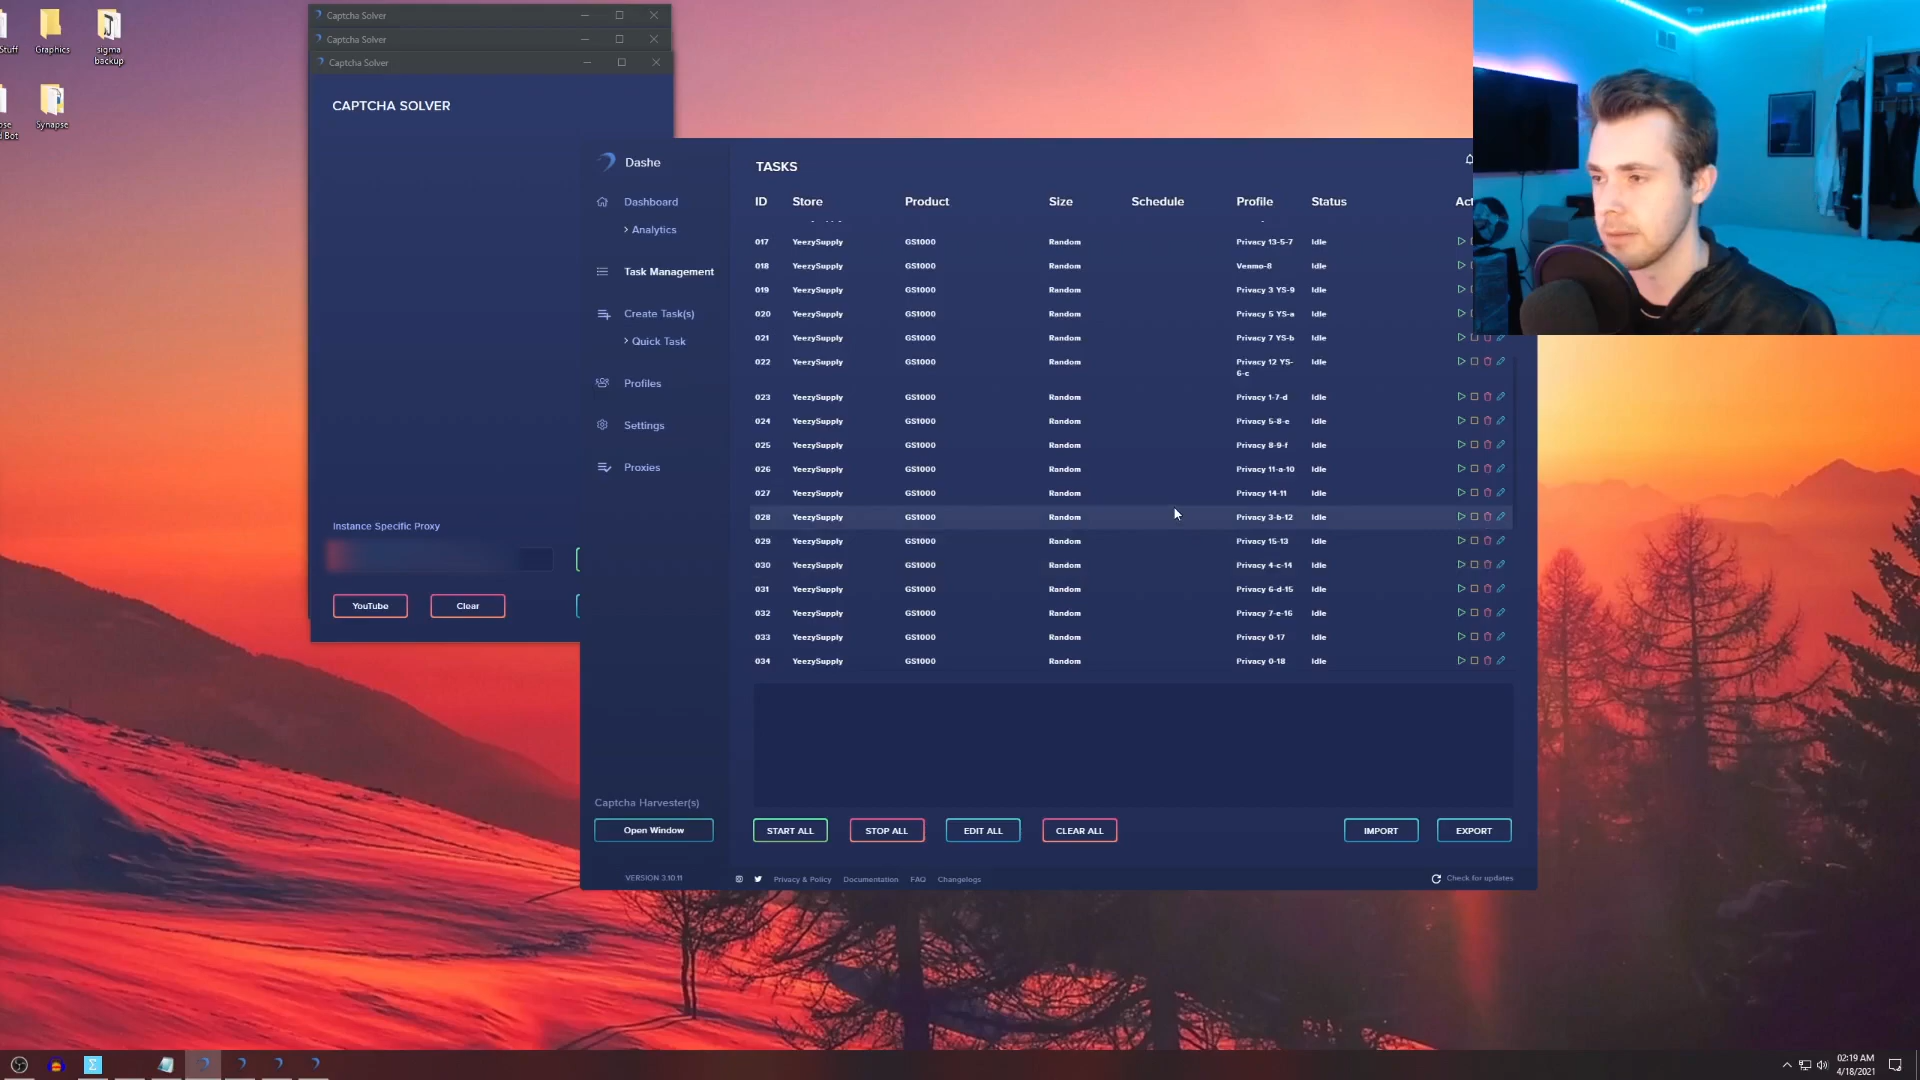 Stuff
Graphics
sigma
backup
Bot
Synapse
Captcha Solver
Captcha Solver
Captcha Solver
CAPTCHA SOLVER
Instance Specific Proxy
YouTube
Clear
Dashe
Dashboard
Analytics
Task Management
Create Task(s)
Quick Task
Profiles
Settings
Proxies
Captcha Harvester(s)
Open Window
VERSION 3.10.11
TASKS
ID Store Product Size Schedule Profile Status Act
017 YeezySupply GS1000 Random Privacy 13-5-7 Idle
018 YeezySupply GS1000 Random Venmo-8 Idle
019 YeezySupply GS1000 Random Privacy 3 YS-9 Idle
020 YeezySupply GS1000 Random Privacy 5 YS-a Idle
021 YeezySupply GS1000 Random Privacy 7 YS-b Idle
022 YeezySupply GS1000 Random Privacy 12 YS- Idle
6-c
023 YeezySupply GS1000 Random Privacy 1-7-d Idle
024 YeezySupply GS1000 Random Privacy 5-8-e Idle
025 YeezySupply GS1000 Random Privacy 8-9-f Idle
026 YeezySupply GS1000 Random Privacy 11-a-10 Idle
027 YeezySupply GS1000 Random Privacy 14-11 Idle
028 YeezySupply GS1000 Random Privacy 3-b-12 Idle
029 YeezySupply GS1000 Random Privacy 15-13 Idle
030 YeezySupply GS1000 Random Privacy 4-c-14 Idle
031 YeezySupply GS1000 Random Privacy 6-d-15 Idle
032 YeezySupply GS1000 Random Privacy 7-e-16 Idle
033 YeezySupply GS1000 Random Privacy 0-17 Idle
034 YeezySupply GS1000 Random Privacy 0-18 Idle
START ALL STOP ALL EDIT ALL CLEAR ALL IMPORT EXPORT
Privacy & Policy Documentation FAQ Changelogs Check for updates
02:19 AM
4/18/2021